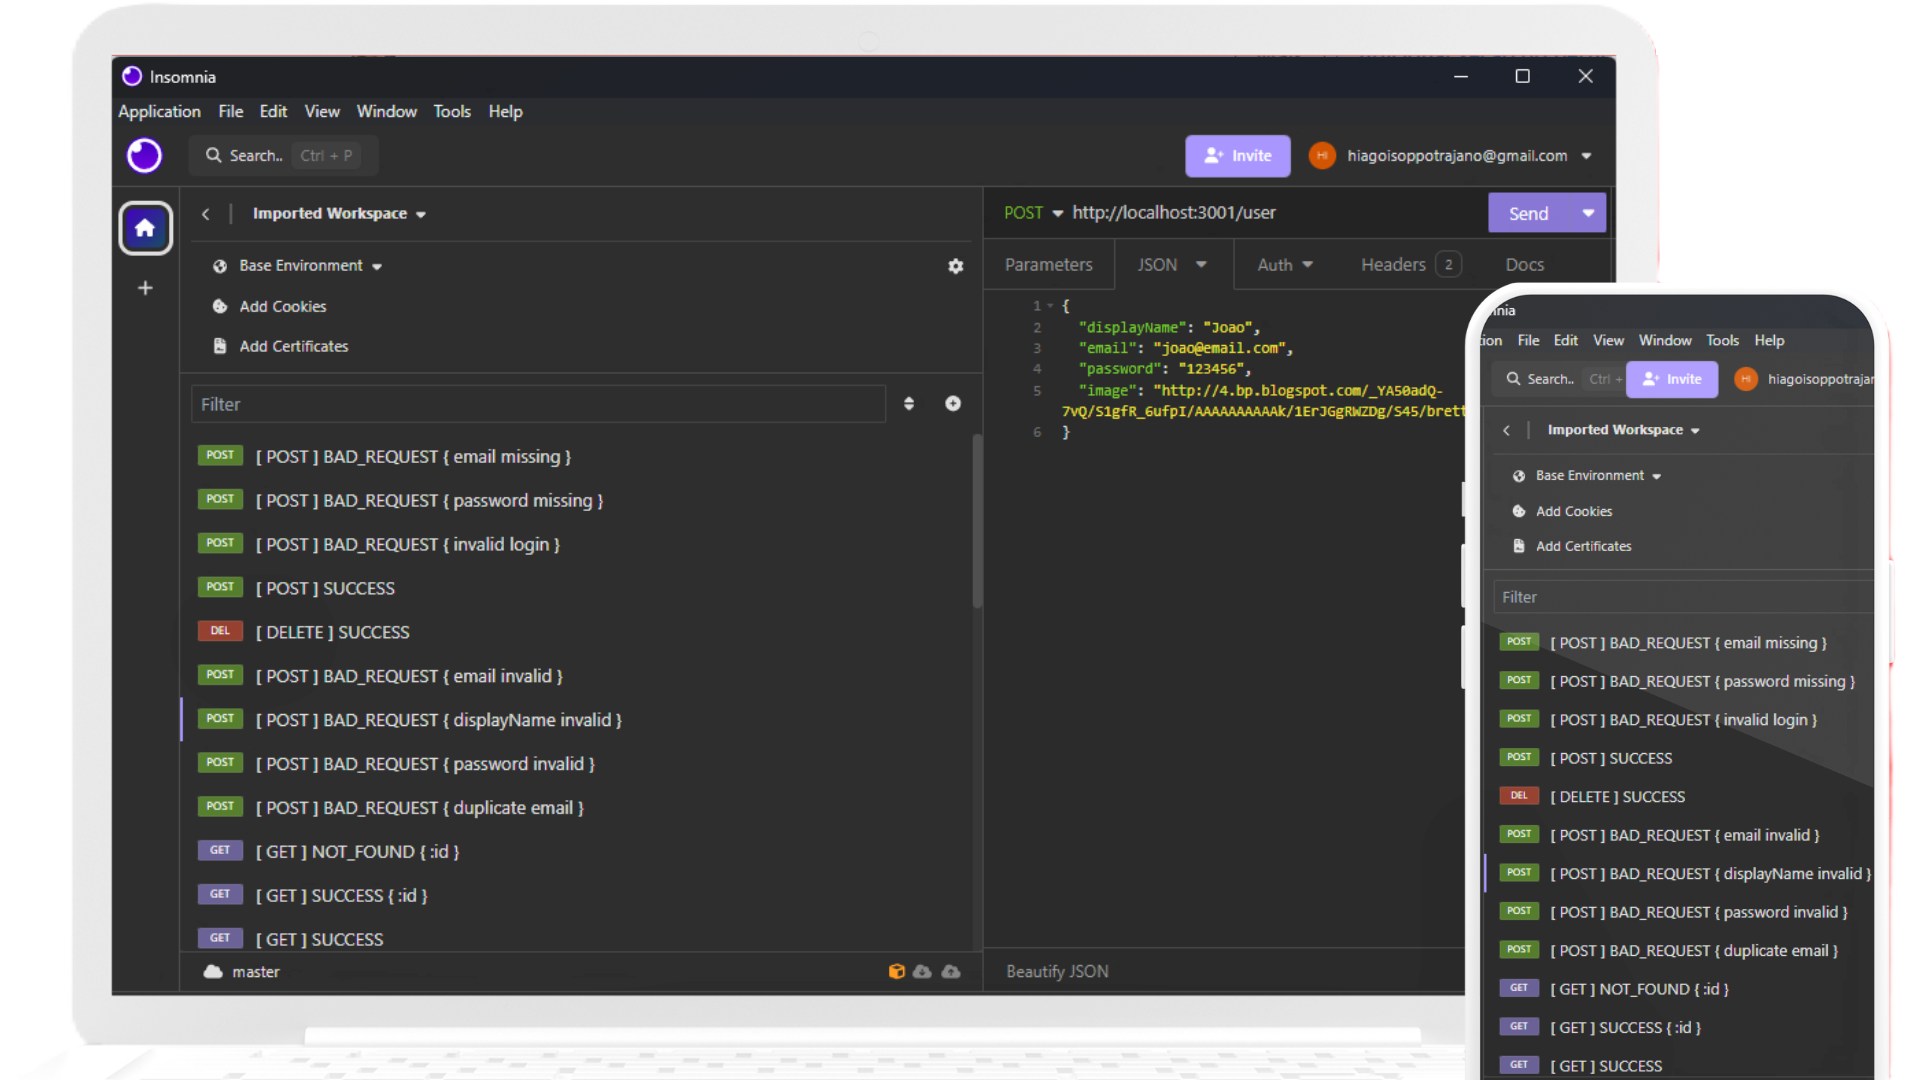 Insomnia
Application File Edit View Window Tools Help
Search.. Ctrl + P
Invite
HI
hiagoisoppotrajano@gmail.com
Imported Workspace
Base Environment
Add Cookies
Add Certificates
Filter
POST [ POST ] BAD_REQUEST { email missing }
POST [ POST ] BAD_REQUEST { password missing }
POST [ POST ] BAD_REQUEST { invalid login }
POST [ POST ] SUCCESS
DEL [ DELETE ] SUCCESS
POST [ POST ] BAD_REQUEST { email invalid }
POST [ POST ] BAD_REQUEST { displayName invalid }
POST [ POST ] BAD_REQUEST { password invalid }
POST [ POST ] BAD_REQUEST { duplicate email }
GET [ GET ] NOT_FOUND { :id }
GET [ GET ] SUCCESS { :id }
GET [ GET ] SUCCESS
master
POST http://localhost:3001/user
Send
Parameters JSON Auth Headers 2 Docs
1 {
2 "displayName": "Joao",
3 "email": "joao@email.com",
4 "password": "123456",
5 "image": "http://4.bp.blogspot.com/_YA50adQ-
7vQ/S1gfR_6ufpI/AAAAAAAAAAk/1ErJGgRWZDg/S45/brett
6 }
Beautify JSON
nia
ion File Edit View Window Tools Help
Search.. Ctrl +
Invite
HI
hiagoisoppotrajar
Imported Workspace
Base Environment
Add Cookies
Add Certificates
Filter
POST [ POST ] BAD_REQUEST { email missing }
POST [ POST ] BAD_REQUEST { password missing }
POST [ POST ] BAD_REQUEST { invalid login }
POST [ POST ] SUCCESS
DEL [ DELETE ] SUCCESS
POST [ POST ] BAD_REQUEST { email invalid }
POST [ POST ] BAD_REQUEST { displayName invalid }
POST [ POST ] BAD_REQUEST { password invalid }
POST [ POST ] BAD_REQUEST { duplicate email }
GET [ GET ] NOT_FOUND { :id }
GET [ GET ] SUCCESS { :id }
GET [ GET ] SUCCESS